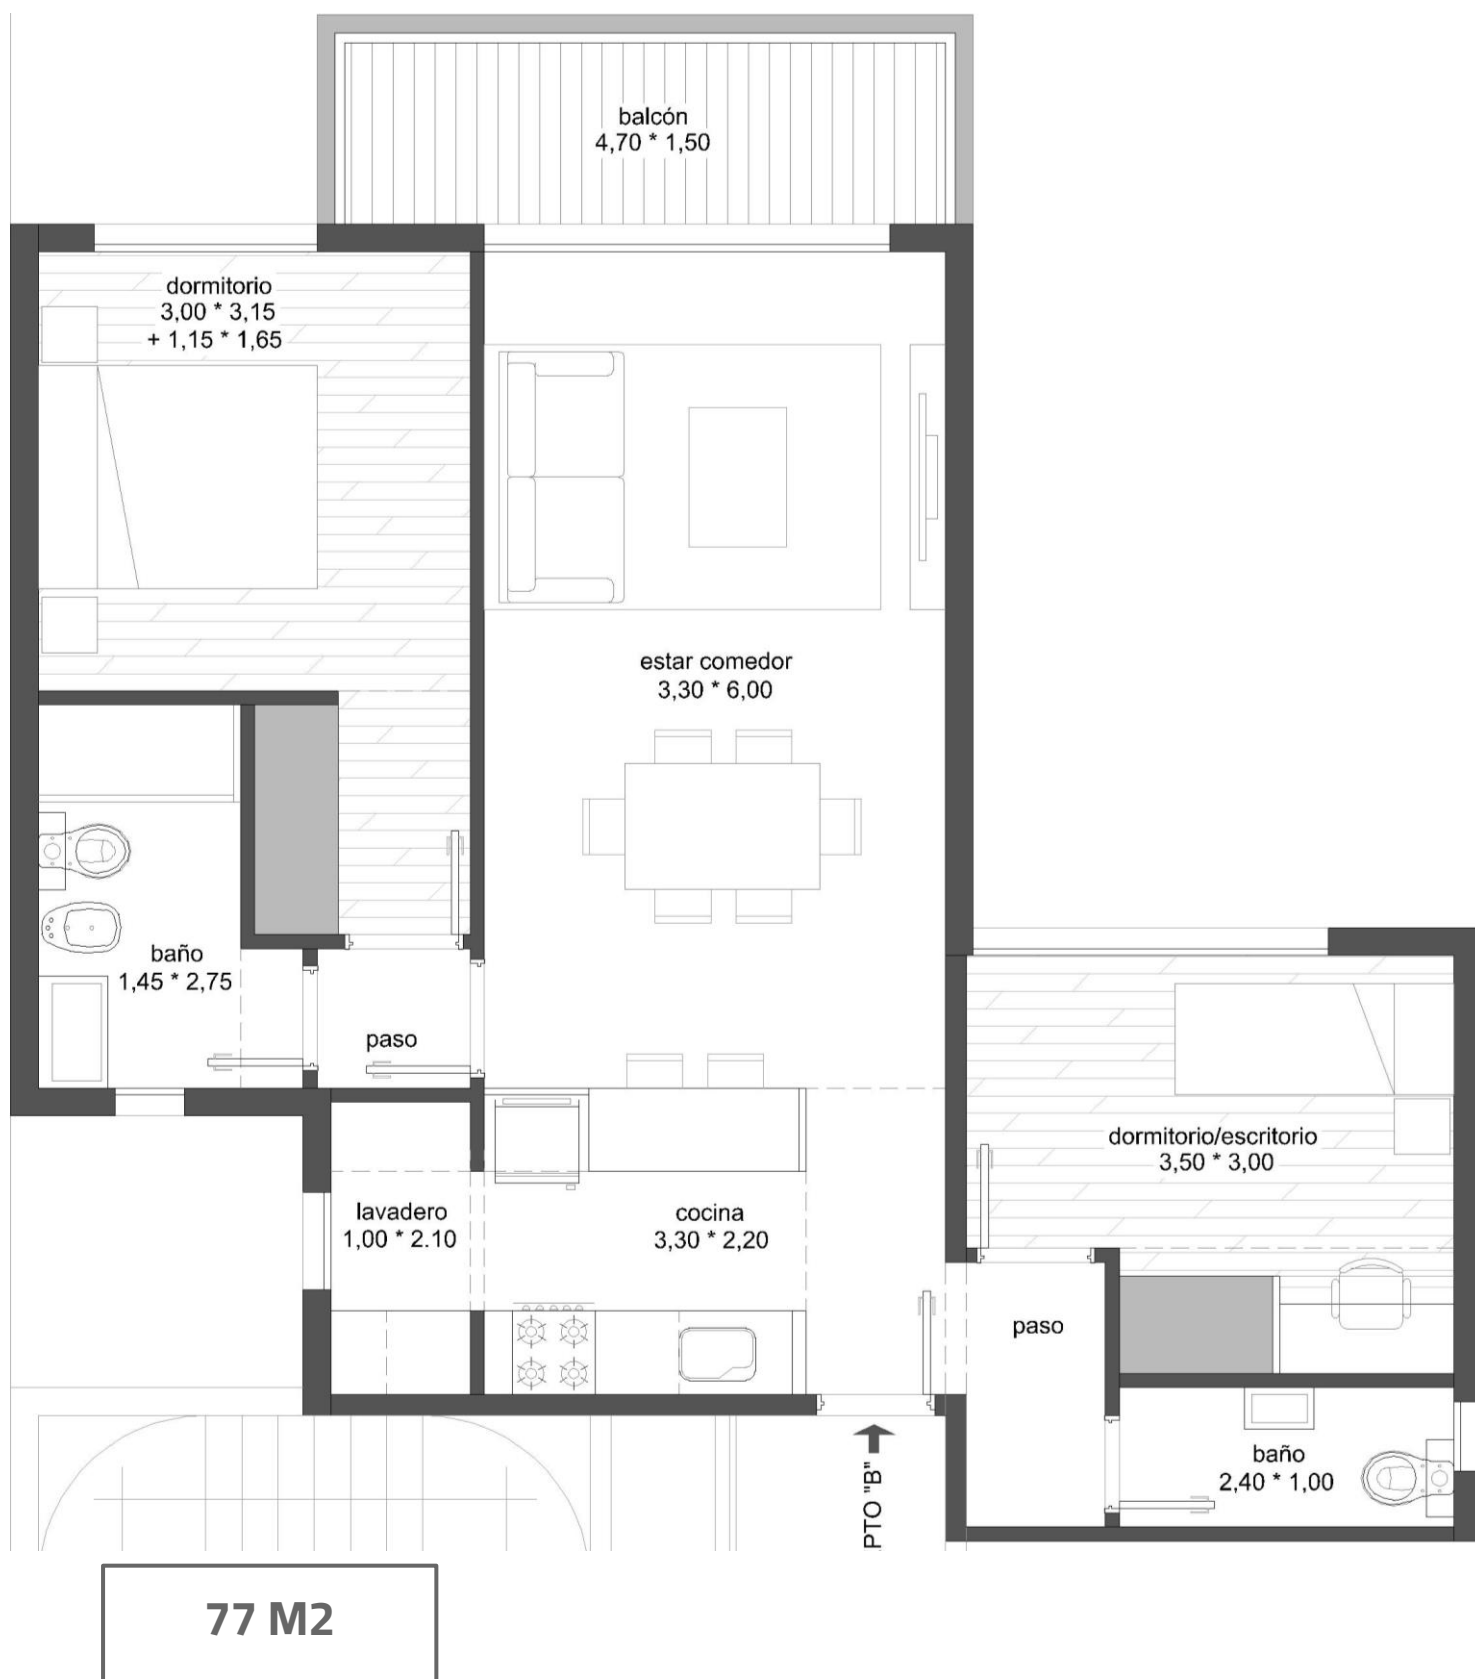 balcón
4,70 * 1,50
dormitorio
3,00 * 3,15
+ 1,15 * 1,65
estar comedor
3,30 * 6,00
baño
1,45 * 2,75
paso
dormitorio/escritorio
3,50 * 3,00
lavadero
1,00 * 2.10
cocina
3,30 * 2,20
paso
baño
2,40 * 1,00
PTO "B"
77 M2